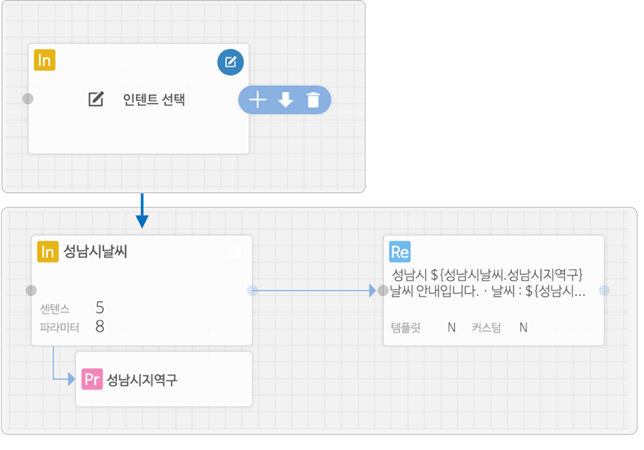 In
인텐트 선택
In 성남시날씨
센텐스 5
파라미터 8
Pr 성남시지역구
Re
성남시 ${성남시날씨.성남시지역구}
날씨 안내입니다. · 날씨 : ${성남시...
템플릿 N 커스텀 N